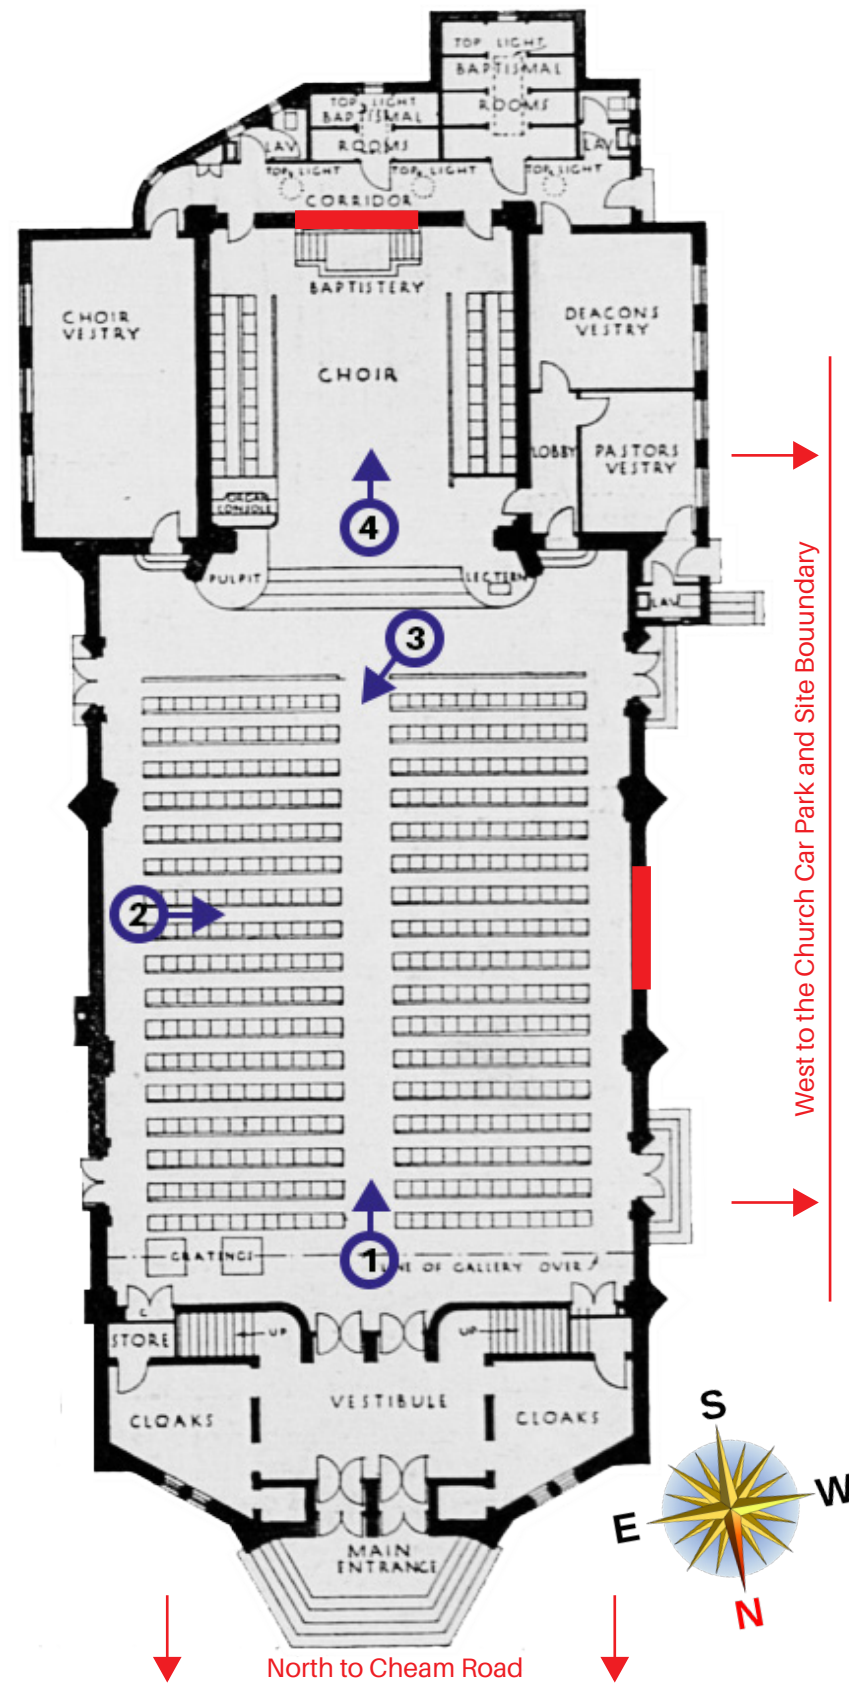 TOP LIGHT
BAPTISMAL
ROOMS
TOP LIGHT
BAPTISMAL
ROOMS
LAV
LAV
TOP LIGHT
TOP LIGHT
TOP LIGHT
CORRIDOR
BAPTISTERY
CHOIR
VESTRY
DEACONS
VESTRY
CHOIR
LOBBY
PASTORS
VESTRY
ORGAN
CONSOLE
4
PULPIT
LECTERN
LAV
3
2
West to the Church Car Park and Site Bouundary
1
GRATINGS
LINE OF GALLERY OVER
C
STORE
UP
UP
VESTIBULE
CLOAKS
CLOAKS
MAIN
ENTRANCE
S
W
E
N
North to Cheam Road